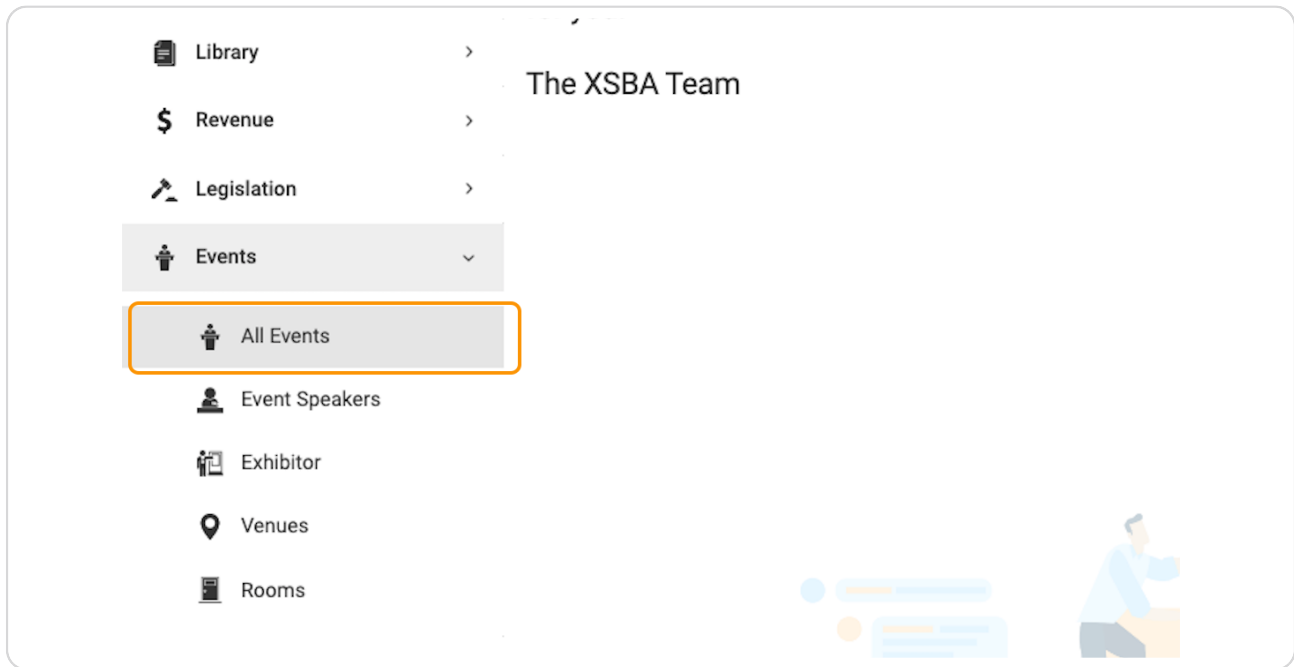 Library
Revenue
Legislation
Events
All Events
Event Speakers
Exhibitor
Venues
Rooms
The XSBA Team